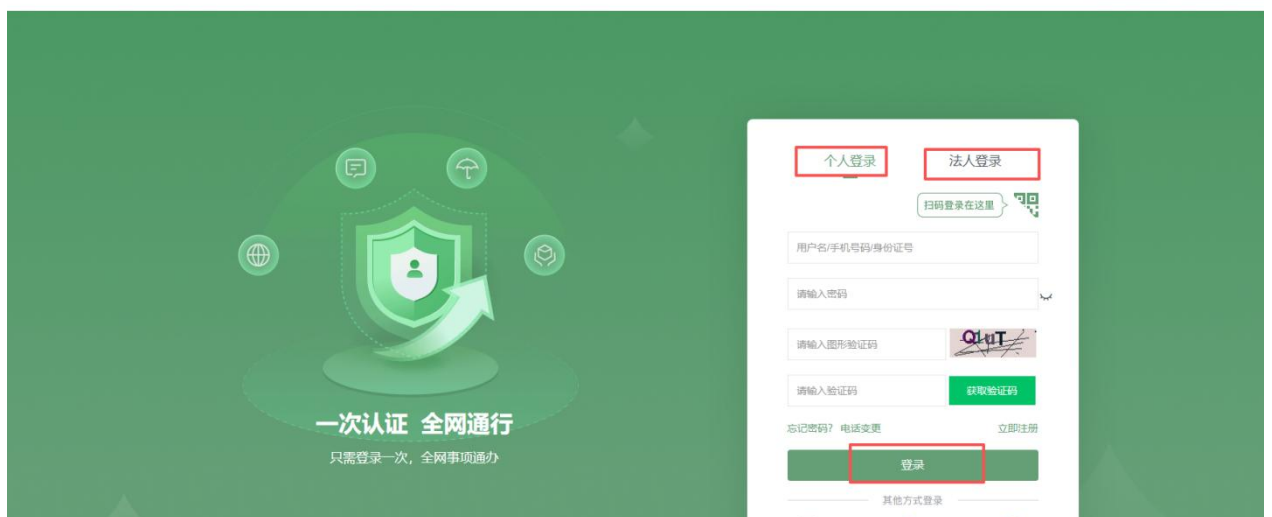 个人登录 法人登录
扫码登录在这里
用户名/手机号码/身份证号
请输入密码
请输入图形验证码 Q1uT
请输入验证码 获取验证码
忘记密码? 电话变更 立即注册
登录
其他方式登录
一次认证 全网通行
只需登录一次，全网事项通办